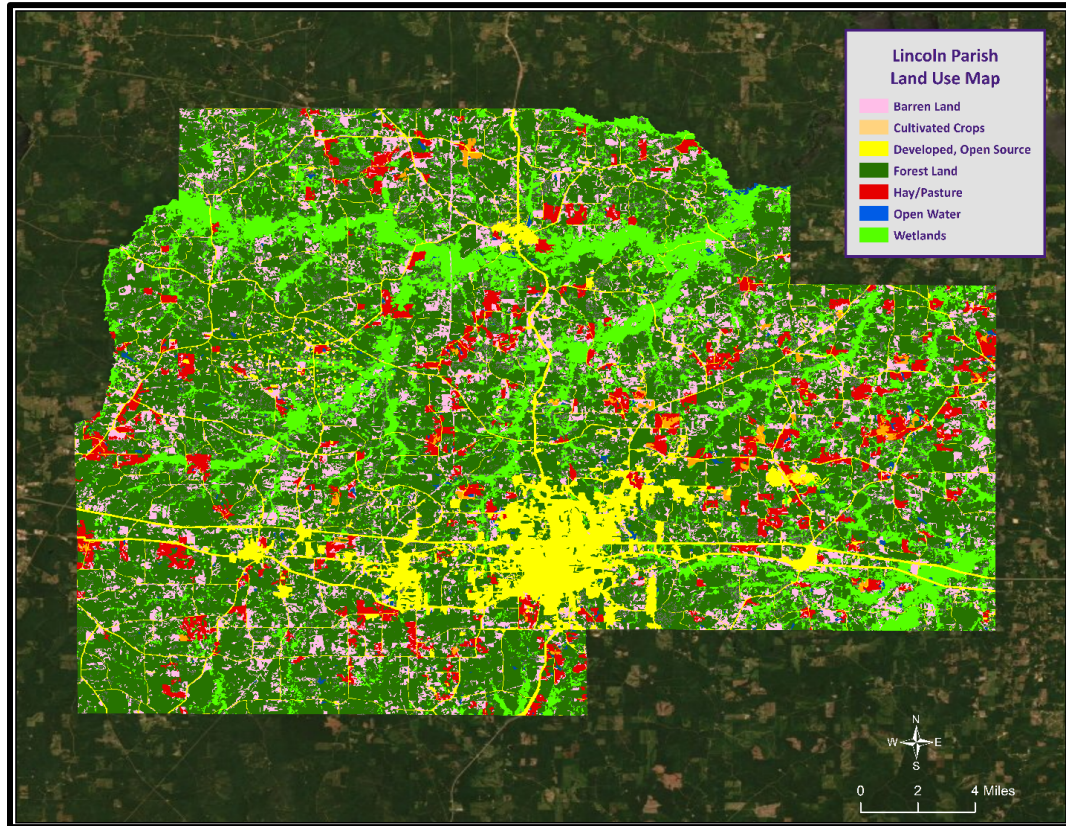 Lincoln Parish
Land Use Map
Barren Land
Cultivated Crops
Developed, Open Source
Forest Land
Hay/Pasture
Open Water
Wetlands
N
W E
S
0 2 4 Miles